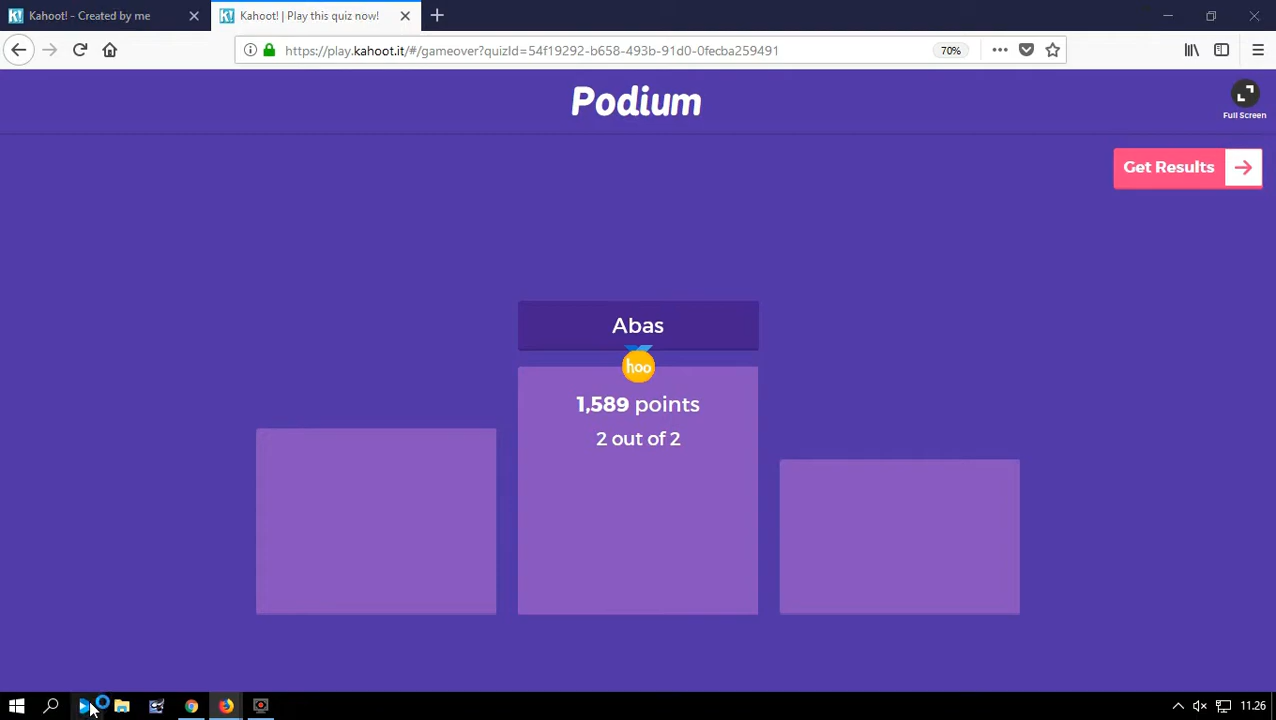 K! Kahoot! - Created by me
K! Kahoot! | Play this quiz now!
https://play.kahoot.it/#/gameover?quizId=54f19292-b658-493b-91d0-0fecba259491
70%
Podium
Full Screen
Get Results
Abas
hoo
1,589 points
2 out of 2
11.26